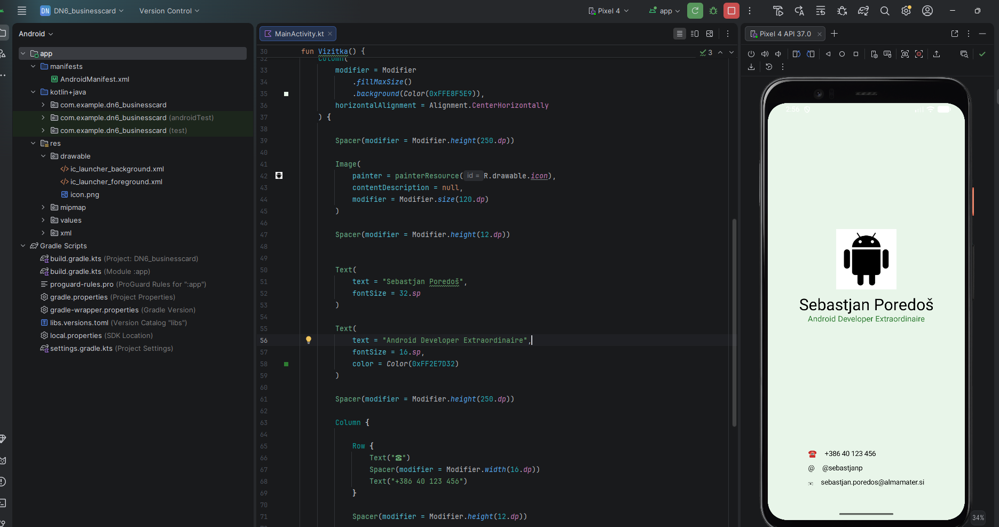 DN DN6_businesscard Version Control Pixel 4 app
Android
app
manifests
AndroidManifest.xml
kotlin+java
com.example.dn6_businesscard
com.example.dn6_businesscard (androidTest)
com.example.dn6_businesscard (test)
res
drawable
ic_launcher_background.xml
ic_launcher_foreground.xml
icon.png
mipmap
values
xml
Gradle Scripts
build.gradle.kts (Project: DN6_businesscard)
build.gradle.kts (Module :app)
proguard-rules.pro (ProGuard Rules for ":app")
gradle.properties (Project Properties)
gradle-wrapper.properties (Gradle Version)
libs.versions.toml (Version Catalog "libs")
local.properties (SDK Location)
settings.gradle.kts (Project Settings)
MainActivity.kt
3
30 fun Vizitka() {
32 Column(
33 modifier = Modifier
34 .fillMaxSize()
35 .background(Color(0xFFE8F5E9)),
36 horizontalAlignment = Alignment.CenterHorizontally
37 ) {
38
39 Spacer(modifier = Modifier.height(250.dp))
40
41 Image(
42 painter = painterResource( id = R.drawable.icon),
43 contentDescription = null,
44 modifier = Modifier.size(120.dp)
45 )
46
47 Spacer(modifier = Modifier.height(12.dp))
48
49
50 Text(
51 text = "Sebastjan Poredoš",
52 fontSize = 32.sp
53 )
54
55 Text(
56 text = "Android Developer Extraordinaire",
57 fontSize = 16.sp,
58 color = Color(0xFF2E7D32)
59 )
60
61 Spacer(modifier = Modifier.height(250.dp))
62
63 Column {
64
65 Row {
66 Text("☎")
67 Spacer(modifier = Modifier.width(16.dp))
68 Text("+386 40 123 456")
69 }
70
71 Spacer(modifier = Modifier.height(12.dp))
Pixel 4 API 37.0
2:56
Sebastjan Poredoš
Android Developer Extraordinaire
☎ +386 40 123 456
@ @sebastjanp
✉ sebastjan.poredos@almamater.si
34%